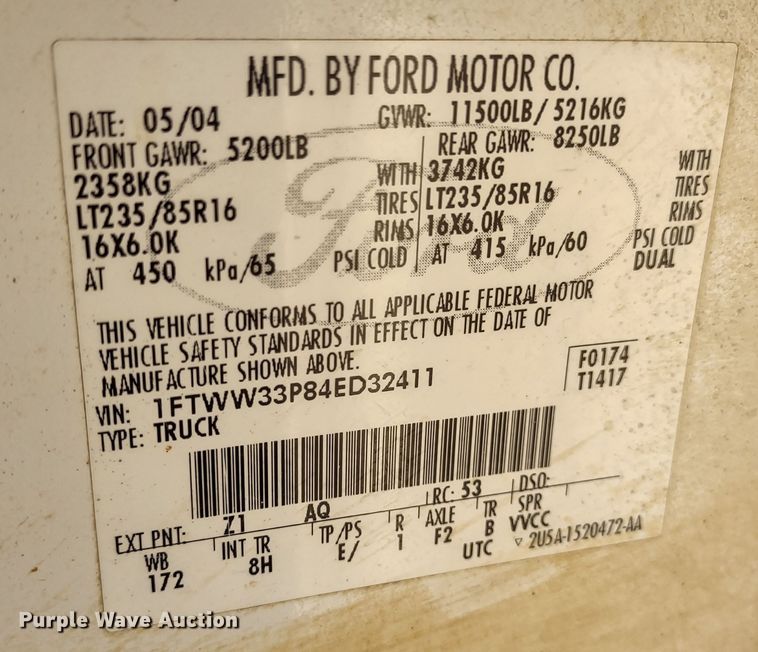 MFD. BY FORD MOTOR CO.
DATE: 05/04 GVWR: 11500LB/ 5216KG
FRONT GAWR: 5200LB REAR GAWR: 8250LB
2358KG WITH 3742KG WITH
LT235/85R16 TIRES LT235/85R16 TIRES
16X6.0K RIMS 16X6.0K RIMS
AT 450 kPa/65 PSI COLD AT 415 kPa/60 PSI COLD
DUAL
Ford
THIS VEHICLE CONFORMS TO ALL APPLICABLE FEDERAL MOTOR
VEHICLE SAFETY STANDARDS IN EFFECT ON THE DATE OF
MANUFACTURE SHOWN ABOVE.
VIN: 1FTWW33P84ED32411 F0174
TYPE: TRUCK T1417
EXT PNT: Z1 AQ RC: 53 DSO:
WB INT TR TP/PS R AXLE TR SPR
172 8H E/ 1 F2 B VVCC
UTC ▽ 2U5A-1520472-AA
Purple Wave Auction